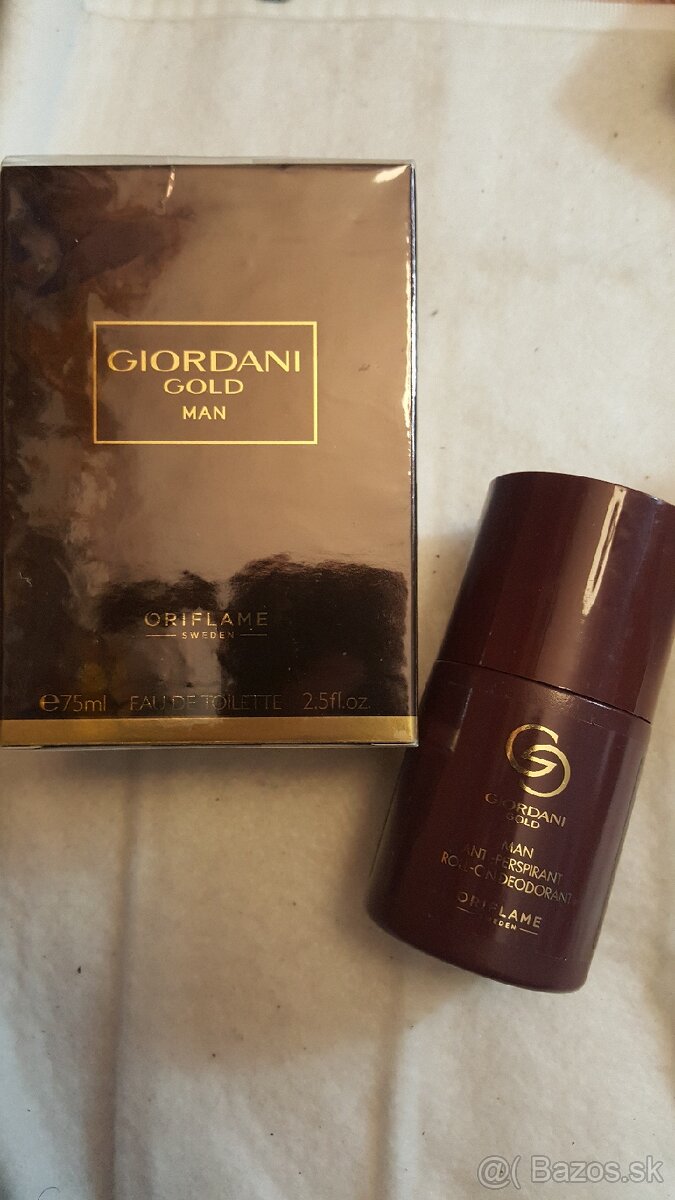 GIORDANI
GOLD
MAN
ORIFLAME
SWEDEN
e75ml EAU DE TOILETTE 2.5fl.oz.
GIORDANI
GOLD
MAN
ANTI-PERSPIRANT
ROLL-ON DEODORANT
ORIFLAME
SWEDEN
@( Bazos.sk